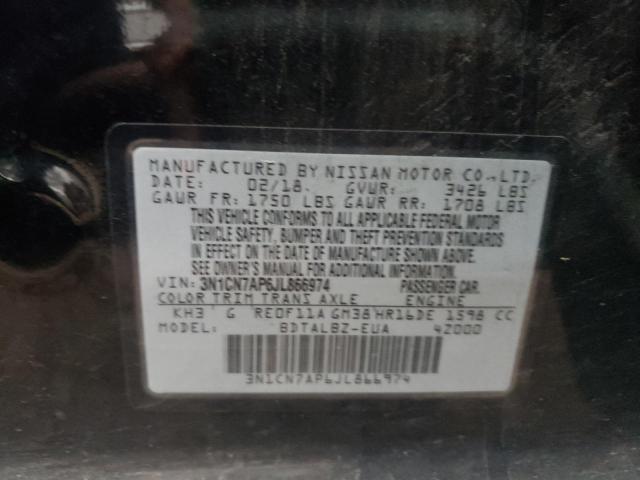 MANUFACTURED BY NISSAN MOTOR CO., LTD.
DATE: 02/18. GVWR: 3426 LBS
GAWR FR: 1750 LBS GAWR RR: 1708 LBS
THIS VEHICLE CONFORMS TO ALL APPLICABLE FEDERAL MOTOR
VEHICLE SAFETY, BUMPER AND THEFT PREVENTION STANDARDS
IN EFFECT ON THE DATE OF MANUFACTURE SHOWN ABOVE.
SEE OWNER'S MANUAL FOR ADDITIONAL INFORMATION.
VIN: 3N1CN7AP6JL866974 PASSENGER CAR.
COLOR TRIM TRANS AXLE ENGINE
KH3 G RE0F11A GM38 HR16DE 1598 CC
MODEL: BDTALBZ-EUA 4Z000
3N1CN7AP6JL866974